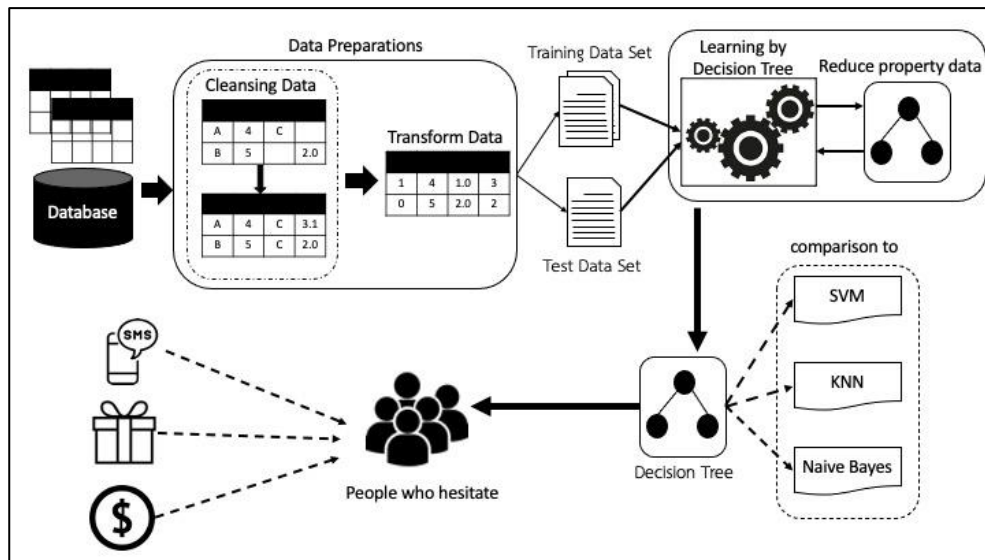 Data Preparations
Training Data Set
Learning by
Decision Tree
Reduce property data
Cleansing Data
A 4 C
B 5 2.0
Transform Data
1 4 1.0 3
0 5 2.0 2
Database
A 4 C 3.1
B 5 C 2.0
Test Data Set
comparison to
SVM
KNN
Naive Bayes
SMS
$
People who hesitate
Decision Tree